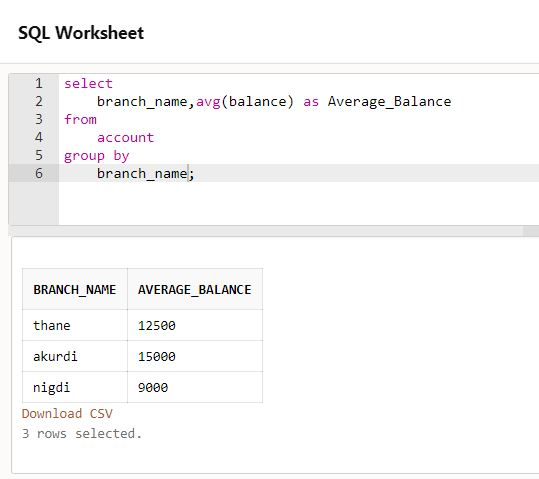 SQL Worksheet
1 select
2 branch_name,avg(balance) as Average_Balance
3 from
4 account
5 group by
6 branch_name;
BRANCH_NAME AVERAGE_BALANCE
thane 12500
akurdi 15000
nigdi 9000
Download CSV
3 rows selected.